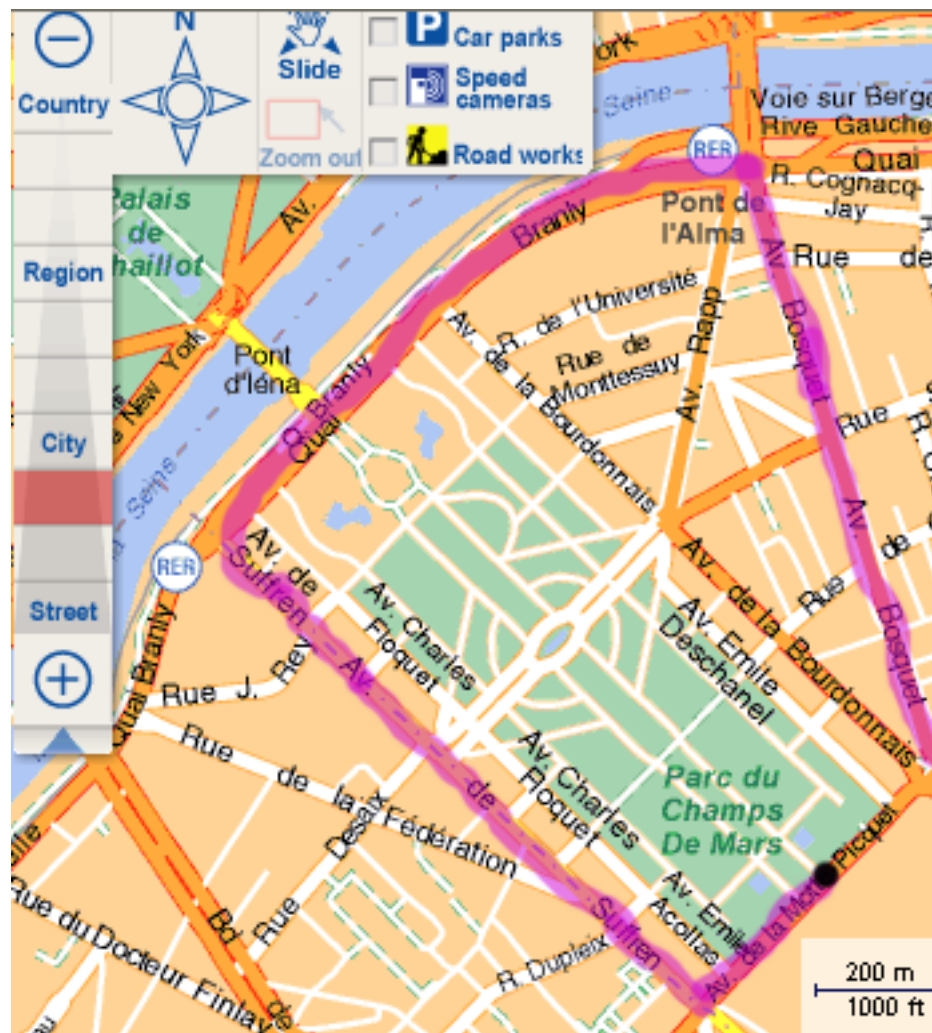 N
Slide
Zoom out
P
Car parks
Speed
cameras
Road works
Country
Region
City
Street
York
Seine
Voie sur Berge
Rive Gauche
RER
Quai
R. Cognacq-
Jay
Pont de
l'Alma
Palais
de
haillot
Av.
New York
Pont
d'Iéna
Branly
Quai Branly
Av.
Bosquet
Rue de
R. de l'Université
Rue de
Monttessuy
Av. Rapp
Av. de la Bourdonnais
Rue
Av.
Bosquet
Rue de
Seine
RER
Av. de
Suffren
Av. Charles
Floquet
Av. Emile
Deschanel
Av. de la Bourdonnais
Rue J. Rey
Quai Branly
Av.
de
Suffren
Rue de la Fédération
Rue Desaix
Av. Charles
Floquet
Parc du
Champs
De Mars
Av. de la Mott
Picquet
Av. Emile
Acollas
R. Dupleix
Rue du Docteur Finlay
Bd. de
200 m
1000 ft